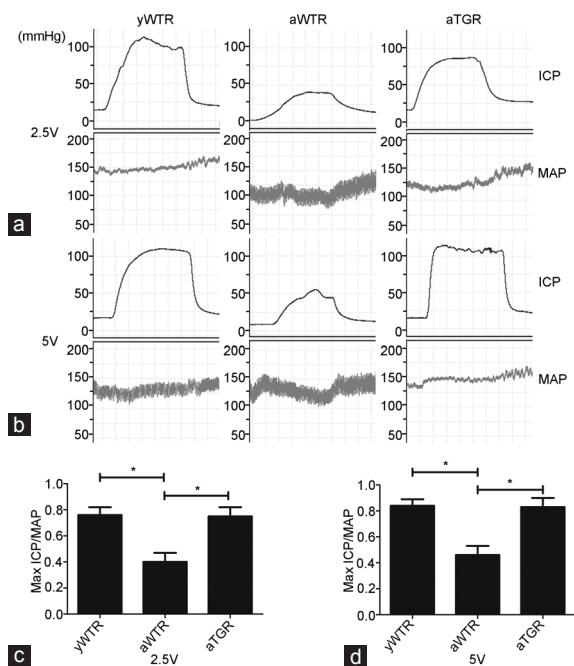 yWTR aWTR aTGR
(mmHg)
100 100 100 ICP
50 50 50
0 0 0
2.5V
200 200 200
150 150 150 MAP
100 100 100
50 50 50
a
100 100 100 ICP
50 50 50
0 0 0
5V
200 200 200
150 150 150 MAP
100 100 100
50 50 50
b
* *
1.0
0.8
0.6
0.4
0.2
0.0
Max ICP/MAP
yWTR aWTR aTGR
2.5V
c
* *
1.0
0.8
0.6
0.4
0.2
0.0
Max ICP/MAP
yWTR aWTR aTGR
5V
d